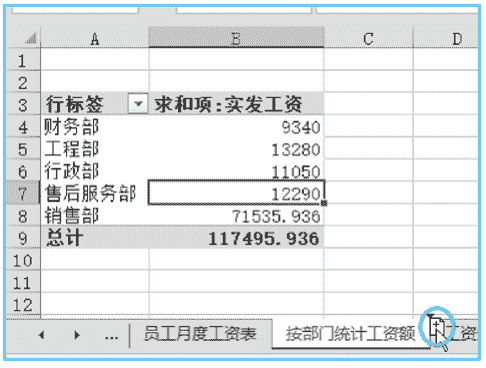 A B C D
1
2
3 行标签 求和项:实发工资
4 财务部 9340
5 工程部 13280
6 行政部 11050
7 售后服务部 12290
8 销售部 71535.936
9 总计 117495.936
10
11
12
... 员工月度工资表 按部门统计工资额 工资